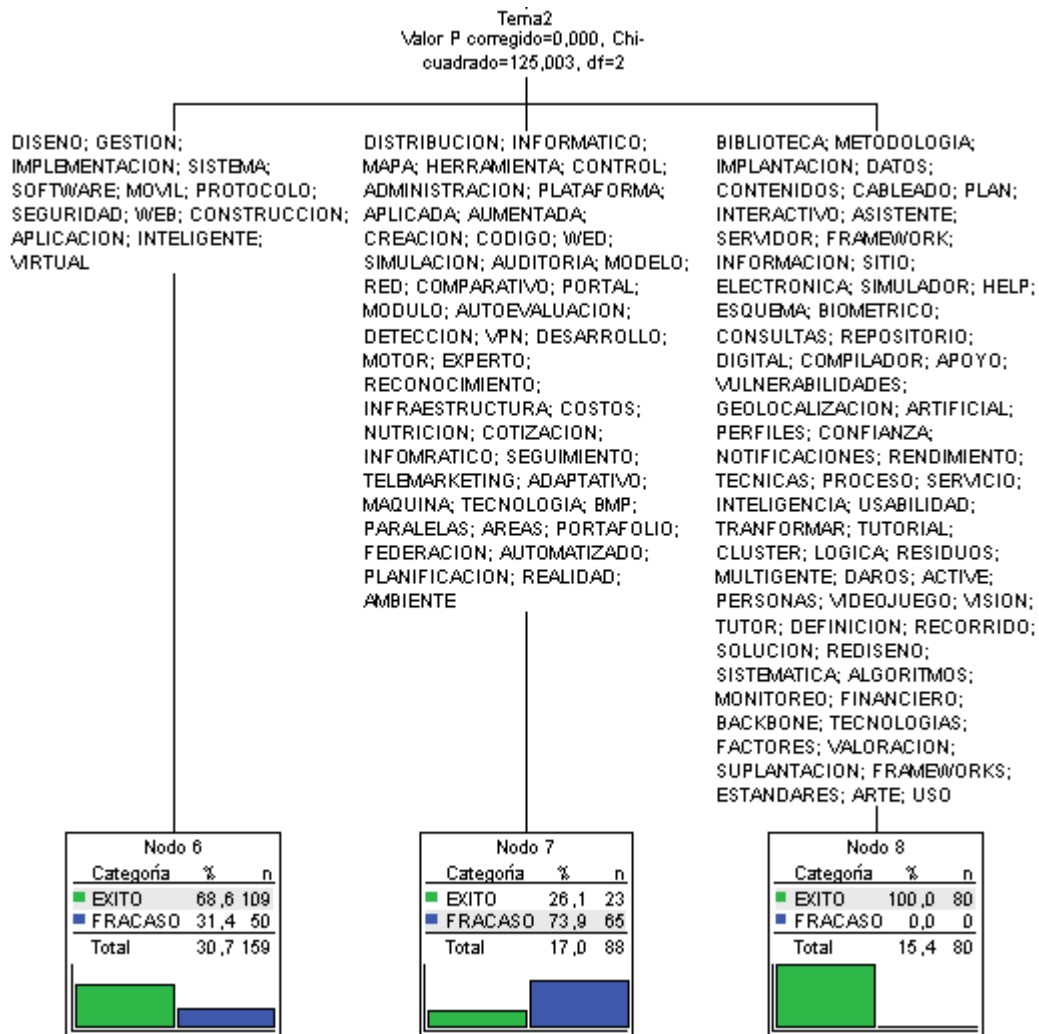 Tema2
Valor P corregido=0,000, Chi-
cuadrado=125,003, df=2
DISENO; GESTION;
IMPLEMENTACION; SISTEMA;
SOFTWARE; MOVIL; PROTOCOLO;
SEGURIDAD; WEB; CONSTRUCCION;
APLICACION; INTELIGENTE;
VIRTUAL
DISTRIBUCION; INFORMATICO;
MAPA; HERRAMIENTA; CONTROL;
ADMINISTRACION; PLATAFORMA;
APLICADA; AUMENTADA;
CREACION; CODIGO; WED;
SIMULACION; AUDITORIA; MODELO;
RED; COMPARATIVO; PORTAL;
MODULO; AUTOEVALUACION;
DETECCION; VPN; DESARROLLO;
MOTOR; EXPERTO;
RECONOCIMIENTO;
INFRAESTRUCTURA; COSTOS;
NUTRICION; COTIZACION;
INFOMRATICO; SEGUIMIENTO;
TELEMARKETING; ADAPTATIVO;
MAQUINA; TECNOLOGIA; BMP;
PARALELAS; AREAS; PORTAFOLIO;
FEDERACION; AUTOMATIZADO;
PLANIFICACION; REALIDAD;
AMBIENTE
BIBLIOTECA; METODOLOGIA;
IMPLANTACION; DATOS;
CONTENIDOS; CABLEADO; PLAN;
INTERACTIVO; ASISTENTE;
SERVIDOR; FRAMEWORK;
INFORMACION; SITIO;
ELECTRONICA; SIMULADOR; HELP;
ESQUEMA; BIOMETRICO;
CONSULTAS; REPOSITORIO;
DIGITAL; COMPILADOR; APOYO;
VULNERABILIDADES;
GEOLOCALIZACION; ARTIFICIAL;
PERFILES; CONFIANZA;
NOTIFICACIONES; RENDIMIENTO;
TECNICAS; PROCESO; SERVICIO;
INTELIGENCIA; USABILIDAD;
TRANFORMAR; TUTORIAL;
CLUSTER; LOGICA; RESIDUOS;
MULTIGENTE; DAROS; ACTIVE;
PERSONAS; VIDEOJUEGO; VISION;
TUTOR; DEFINICION; RECORRIDO;
SOLUCION; REDISENO;
SISTEMATICA; ALGORITMOS;
MONITOREO; FINANCIERO;
BACKBONE; TECNOLOGIAS;
FACTORES; VALORACION;
SUPLANTACION; FRAMEWORKS;
ESTANDARES; ARTE; USO
Nodo 6
Categoría % n
EXITO 68,6 109
FRACASO 31,4 50
Total 30,7 159
Nodo 7
Categoría % n
EXITO 26,1 23
FRACASO 73,9 65
Total 17,0 88
Nodo 8
Categoría % n
EXITO 100,0 80
FRACASO 0,0 0
Total 15,4 80